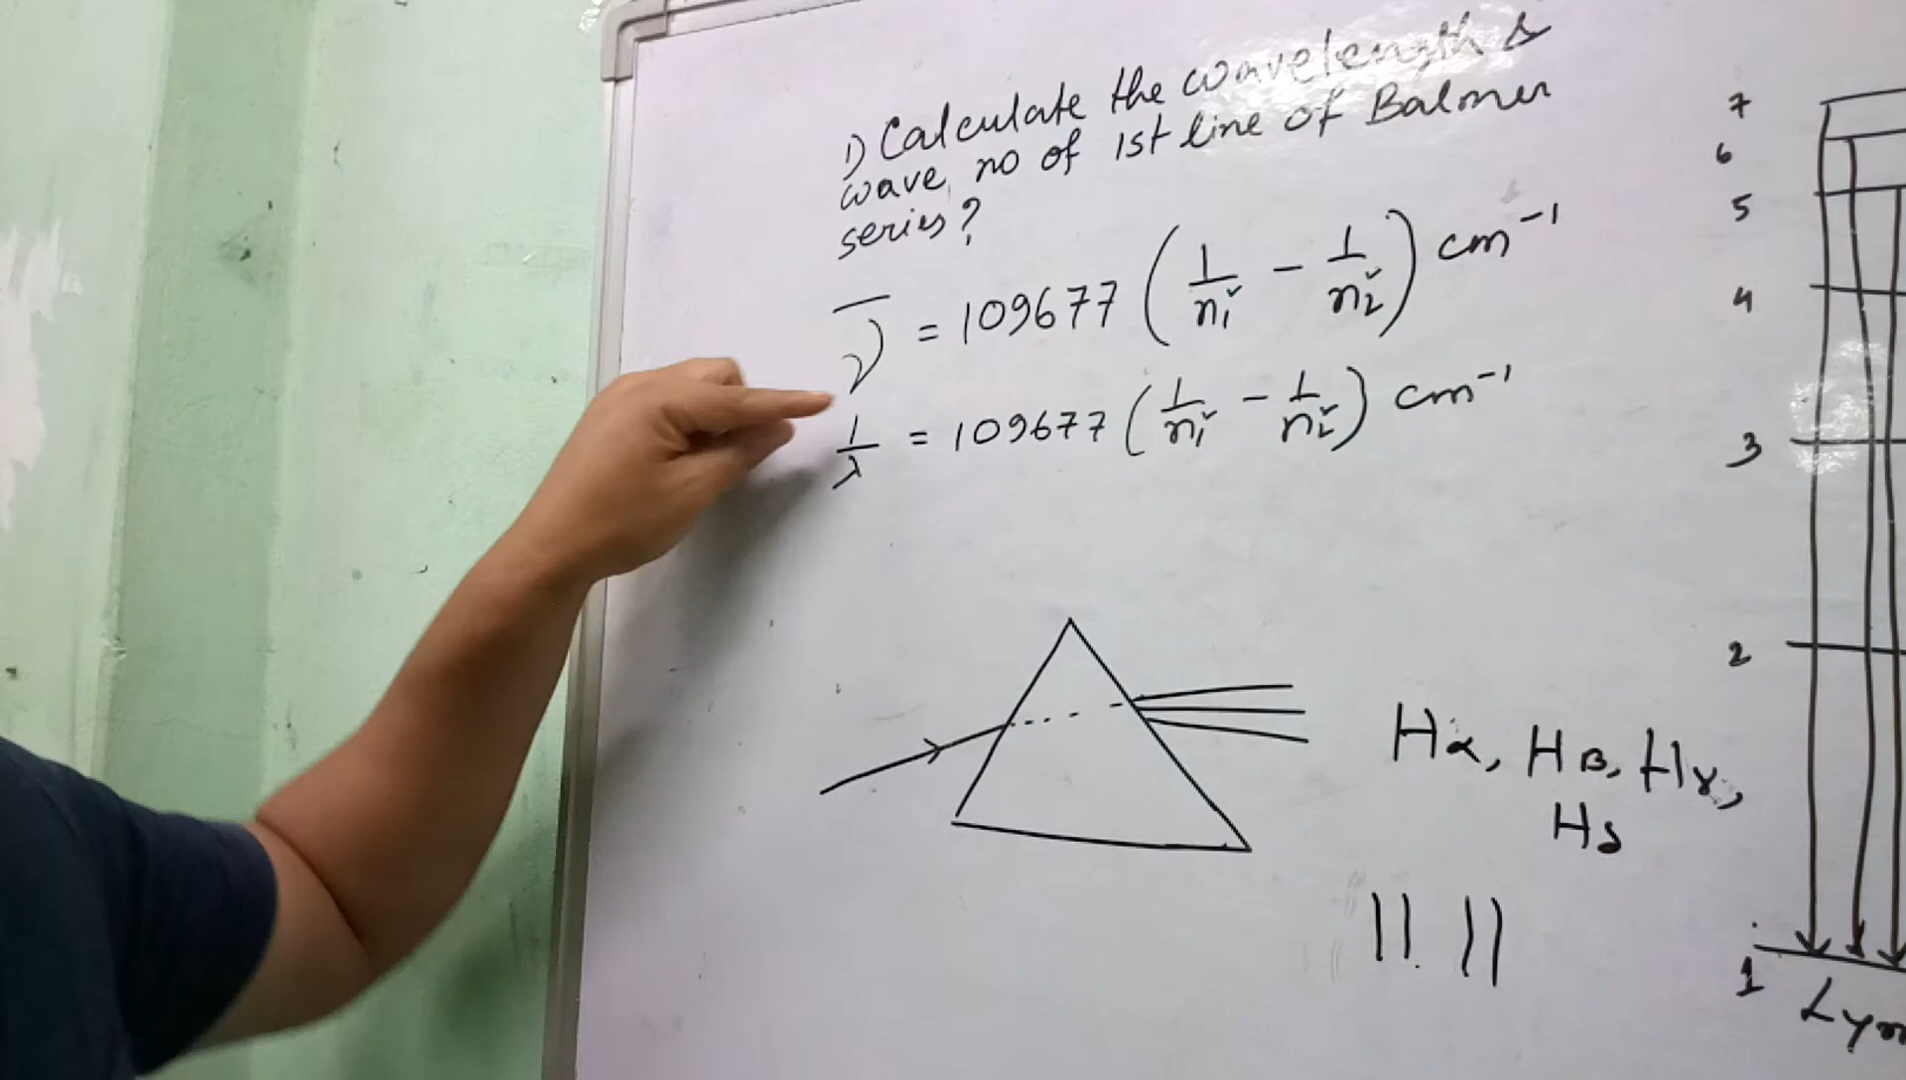 1) Calculate the wavelength &
wave no of 1st line of Balmer
series?
ν̅ = 109677 (1/n₁² − 1/n₂²) cm⁻¹
1/λ = 109677 (1/n₁² − 1/n₂²) cm⁻¹
Hα, Hβ, Hγ,
Hδ
7
6
5
4
3
2
1
Lym